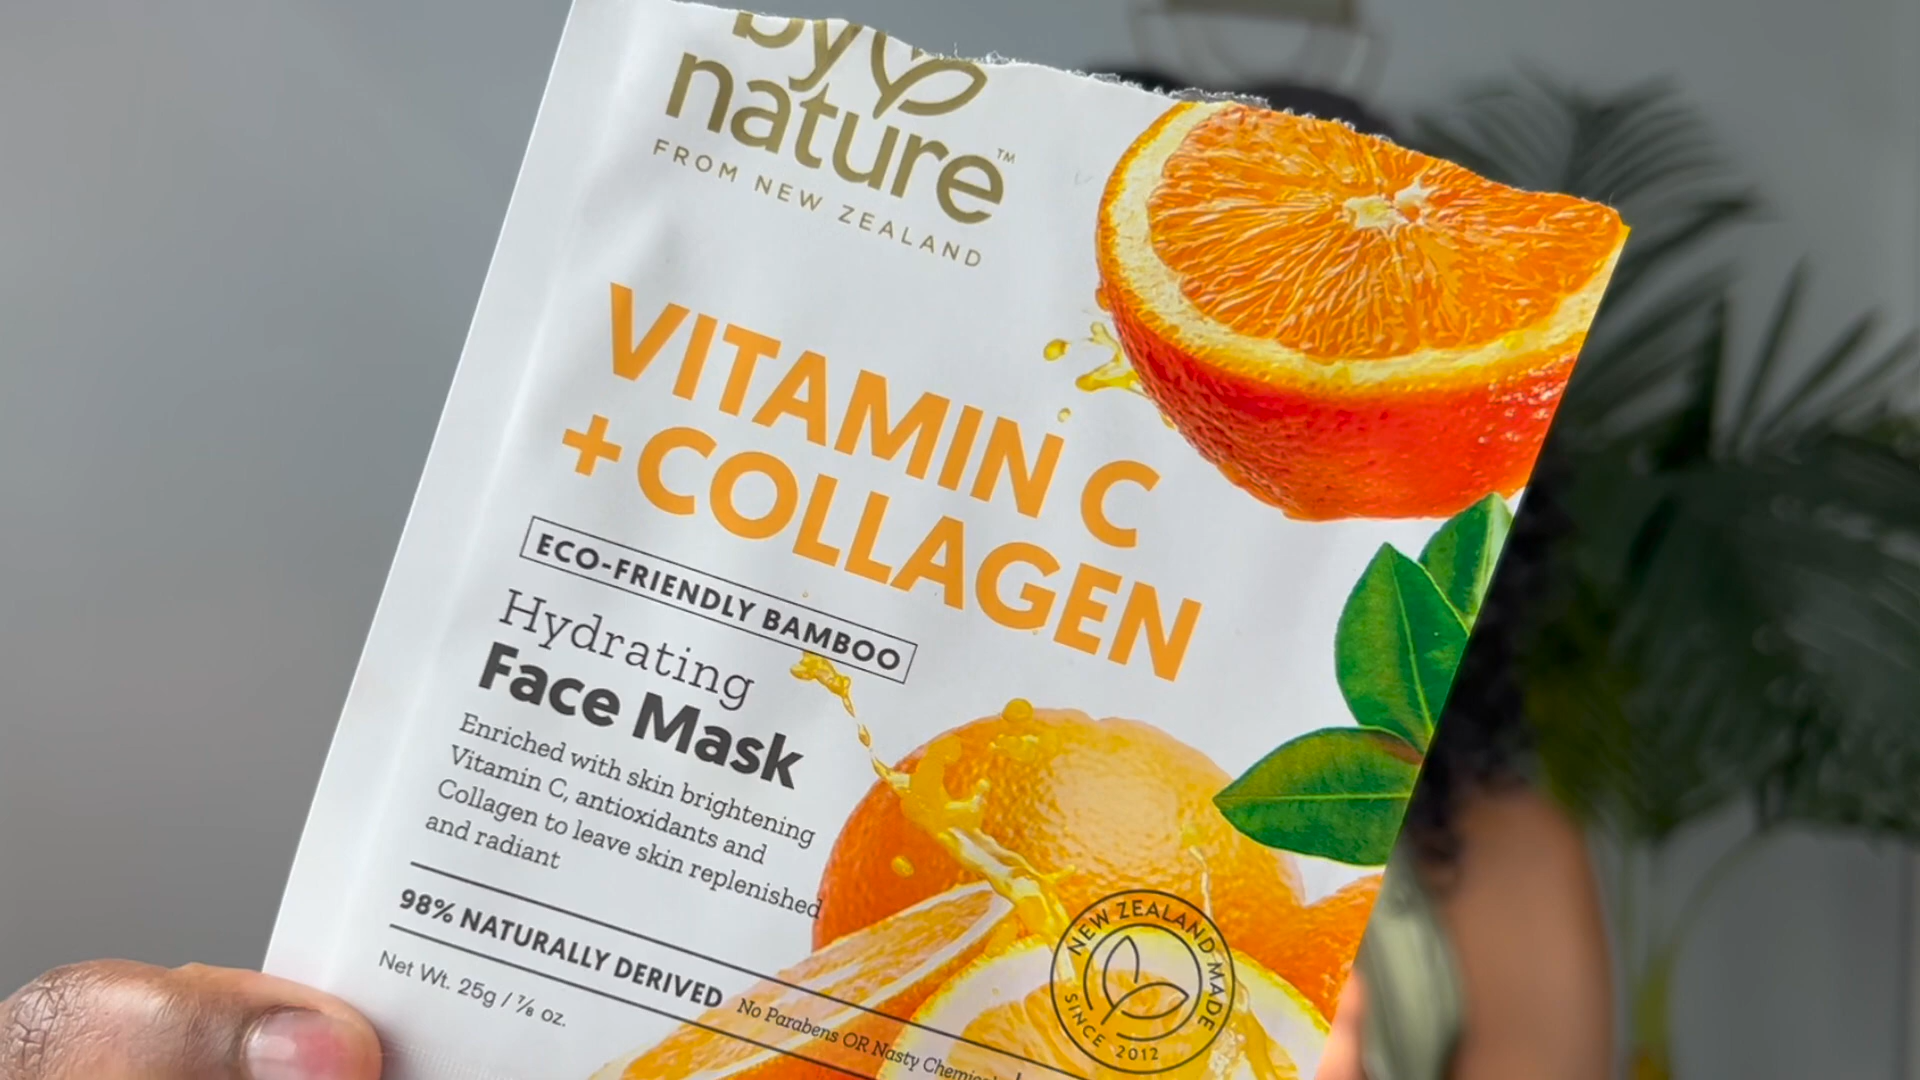 by
nature™
FROM NEW ZEALAND
VITAMIN C
+COLLAGEN
ECO-FRIENDLY BAMBOO
Hydrating
Face Mask
Enriched with skin brightening
Vitamin C, antioxidants and
Collagen to leave skin replenished
and radiant
98% NATURALLY DERIVED
No Parabens OR Nasty
Net Wt. 25g / ⅞ oz.
NEW ZEALAND MADE
SINCE 2012